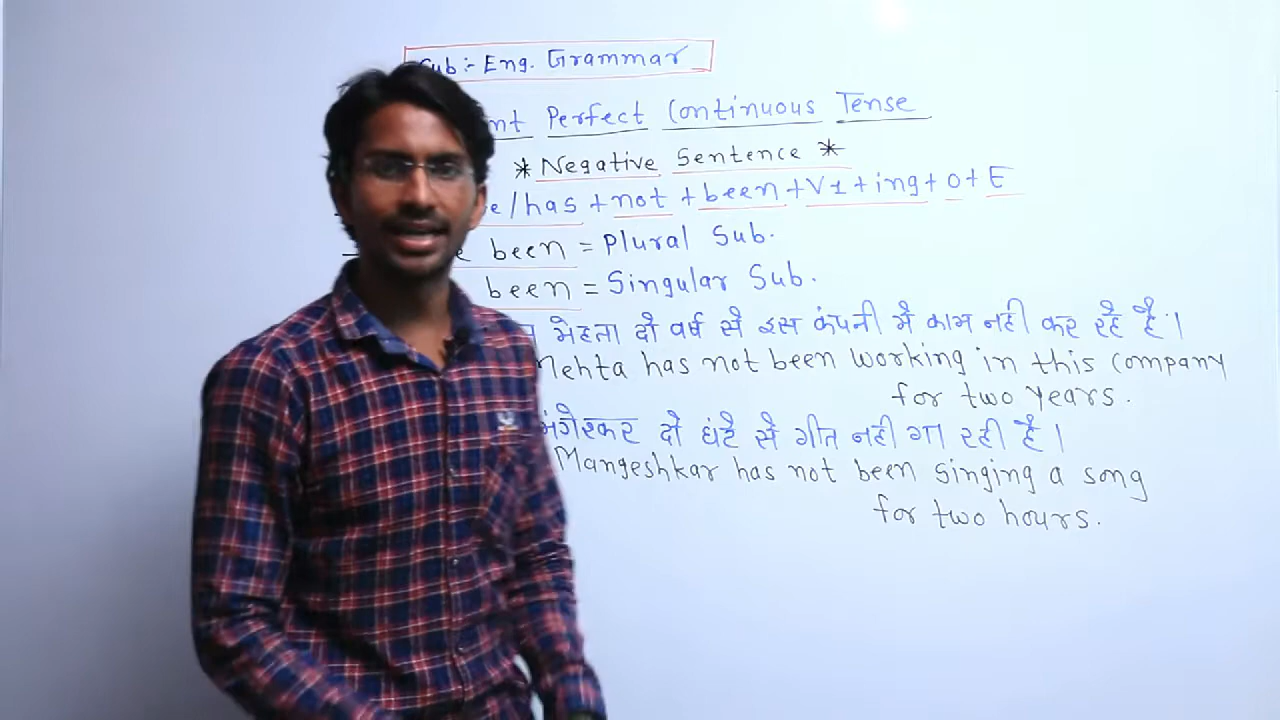 Sub:- Eng. Grammar
Perfect Continuous Tense
* Negative Sentence *
/has + not + been + V1 + ing + O + E
been = Plural Sub.
been = Singular Sub.
मेहता दो वर्ष से इस कंपनी में काम नही कर रहे है।
Mehta has not been working in this company
for two years.
मंगेश्कर दो घंटे से गीत नही गा रही है।
Mangeshkar has not been singing a song
for two hours.